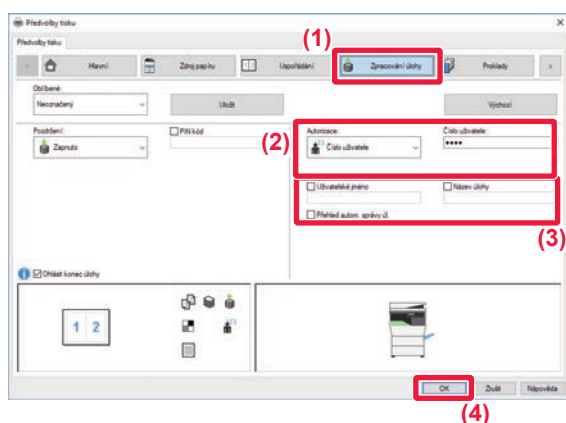 Předvolby tisku
Předvolby tisku
(1)
Hlavní Zdroj papíru Uspořádání Zpracování úlohy Proklady
Oblíbené:
Neoznačený Uložit Výchozí
Pozdržení: PIN kód (2) Autorizace: Číslo uživatele:
Zapnuto Číslo uživatele ••••
Uživatelské jméno Název úlohy
Přehled autom. správy úl.
(3)
Ohlásit konec úlohy
1 2
OK Zrušit Nápověda
(4)